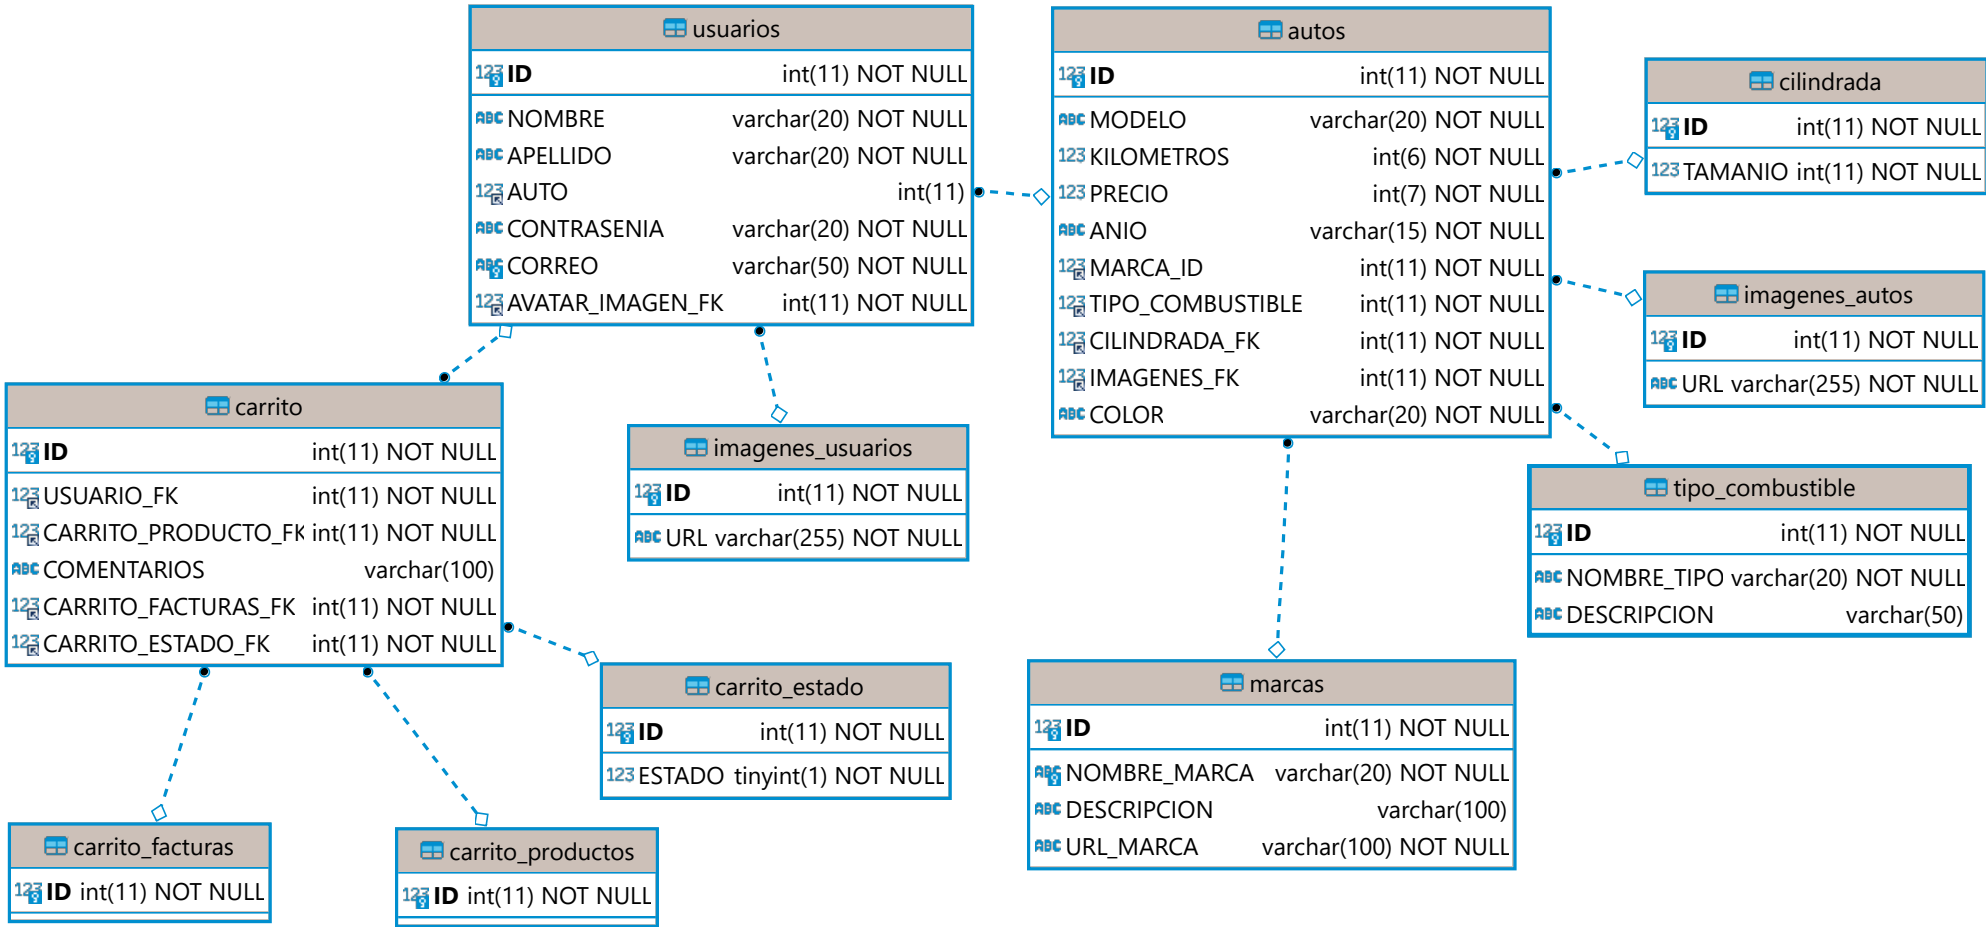 usuarios
ID int(11) NOT NULL
NOMBRE varchar(20) NOT NULL
APELLIDO varchar(20) NOT NULL
AUTO int(11)
CONTRASENIA varchar(20) NOT NULL
CORREO varchar(50) NOT NULL
AVATAR_IMAGEN_FK int(11) NOT NULL
autos
ID int(11) NOT NULL
MODELO varchar(20) NOT NULL
KILOMETROS int(6) NOT NULL
PRECIO int(7) NOT NULL
ANIO varchar(15) NOT NULL
MARCA_ID int(11) NOT NULL
TIPO_COMBUSTIBLE int(11) NOT NULL
CILINDRADA_FK int(11) NOT NULL
IMAGENES_FK int(11) NOT NULL
COLOR varchar(20) NOT NULL
cilindrada
ID int(11) NOT NULL
TAMANIO int(11) NOT NULL
imagenes_autos
ID int(11) NOT NULL
URL varchar(255) NOT NULL
carrito
ID int(11) NOT NULL
USUARIO_FK int(11) NOT NULL
CARRITO_PRODUCTO_FK int(11) NOT NULL
COMENTARIOS varchar(100)
CARRITO_FACTURAS_FK int(11) NOT NULL
CARRITO_ESTADO_FK int(11) NOT NULL
imagenes_usuarios
ID int(11) NOT NULL
URL varchar(255) NOT NULL
tipo_combustible
ID int(11) NOT NULL
NOMBRE_TIPO varchar(20) NOT NULL
DESCRIPCION varchar(50)
carrito_estado
ID int(11) NOT NULL
ESTADO tinyint(1) NOT NULL
marcas
ID int(11) NOT NULL
NOMBRE_MARCA varchar(20) NOT NULL
DESCRIPCION varchar(100)
URL_MARCA varchar(100) NOT NULL
carrito_facturas
ID int(11) NOT NULL
carrito_productos
ID int(11) NOT NULL